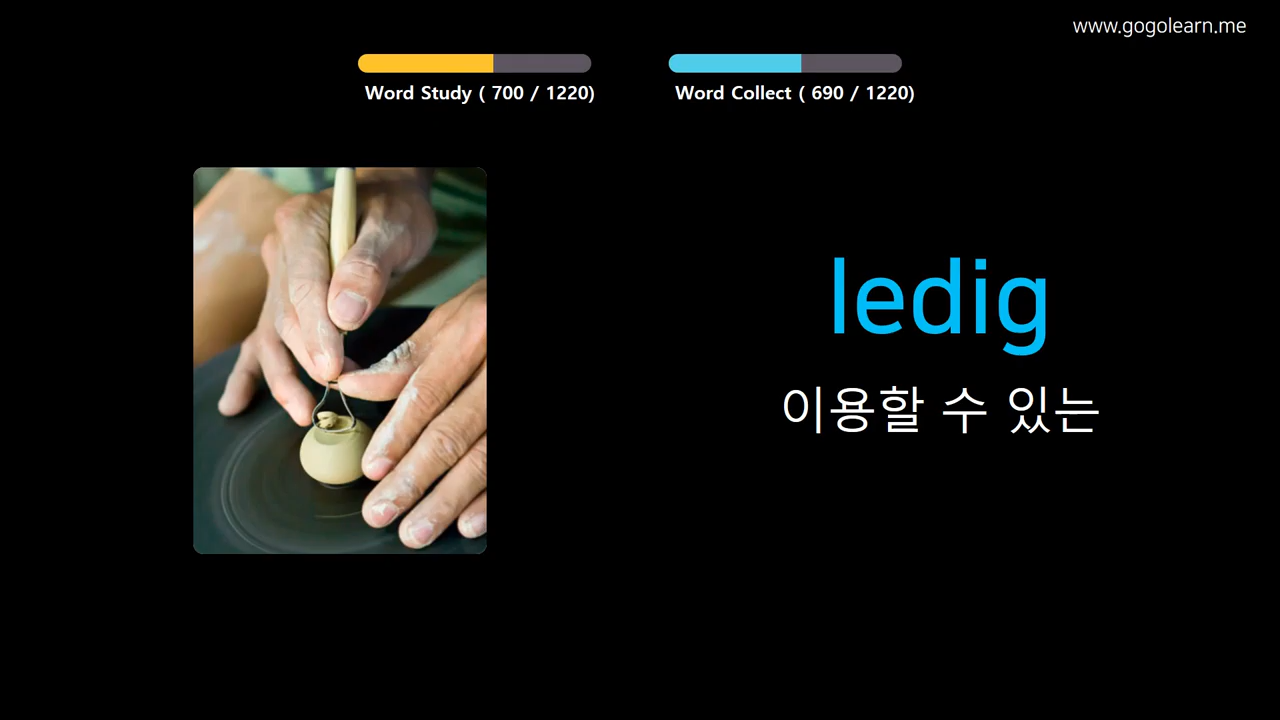 www.gogolearn.me
Word Study ( 700 / 1220)
Word Collect ( 690 / 1220)
ledig
이용할 수 있는